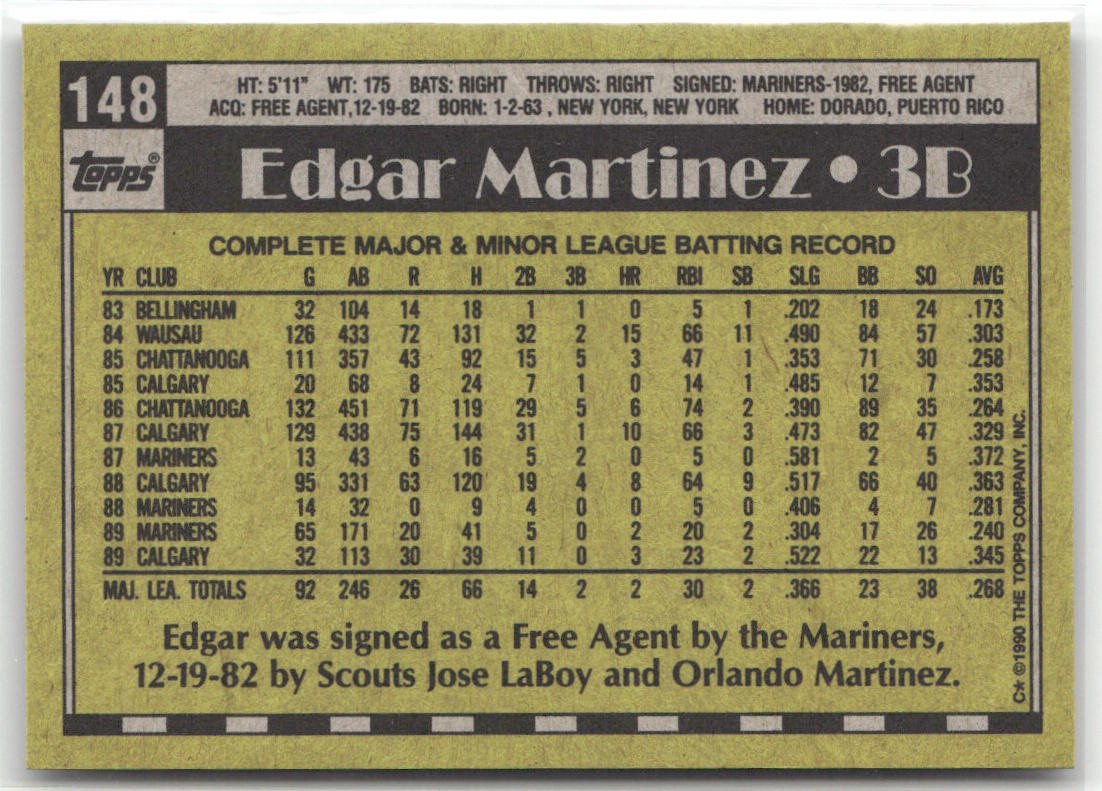 148
HT: 5'11" WT: 175 BATS: RIGHT THROWS: RIGHT SIGNED: MARINERS-1982, FREE AGENT
ACQ: FREE AGENT,12-19-82 BORN: 1-2-63 , NEW YORK, NEW YORK HOME: DORADO, PUERTO RICO
topps®
Edgar Martinez • 3B
COMPLETE MAJOR & MINOR LEAGUE BATTING RECORD
YR CLUB G AB R H 2B 3B HR RBI SB SLG BB SO AVG
83 BELLINGHAM 32 104 14 18 1 1 0 5 1 .202 18 24 .173
84 WAUSAU 126 433 72 131 32 2 15 66 11 .490 84 57 .303
85 CHATTANOOGA 111 357 43 92 15 5 3 47 1 .353 71 30 .258
85 CALGARY 20 68 8 24 7 1 0 14 1 .485 12 7 .353
86 CHATTANOOGA 132 451 71 119 29 5 6 74 2 .390 89 35 .264
87 CALGARY 129 438 75 144 31 1 10 66 3 .473 82 47 .329
87 MARINERS 13 43 6 16 5 2 0 5 0 .581 2 5 .372
88 CALGARY 95 331 63 120 19 4 8 64 9 .517 66 40 .363
88 MARINERS 14 32 0 9 4 0 0 5 0 .406 4 7 .281
89 MARINERS 65 171 20 41 5 0 2 20 2 .304 17 26 .240
89 CALGARY 32 113 30 39 11 0 3 23 2 .522 22 13 .345
MAJ. LEA. TOTALS 92 246 26 66 14 2 2 30 2 .366 23 38 .268
Edgar was signed as a Free Agent by the Mariners,
12-19-82 by Scouts Jose LaBoy and Orlando Martinez.
C* ©1990 THE TOPPS COMPANY, INC.